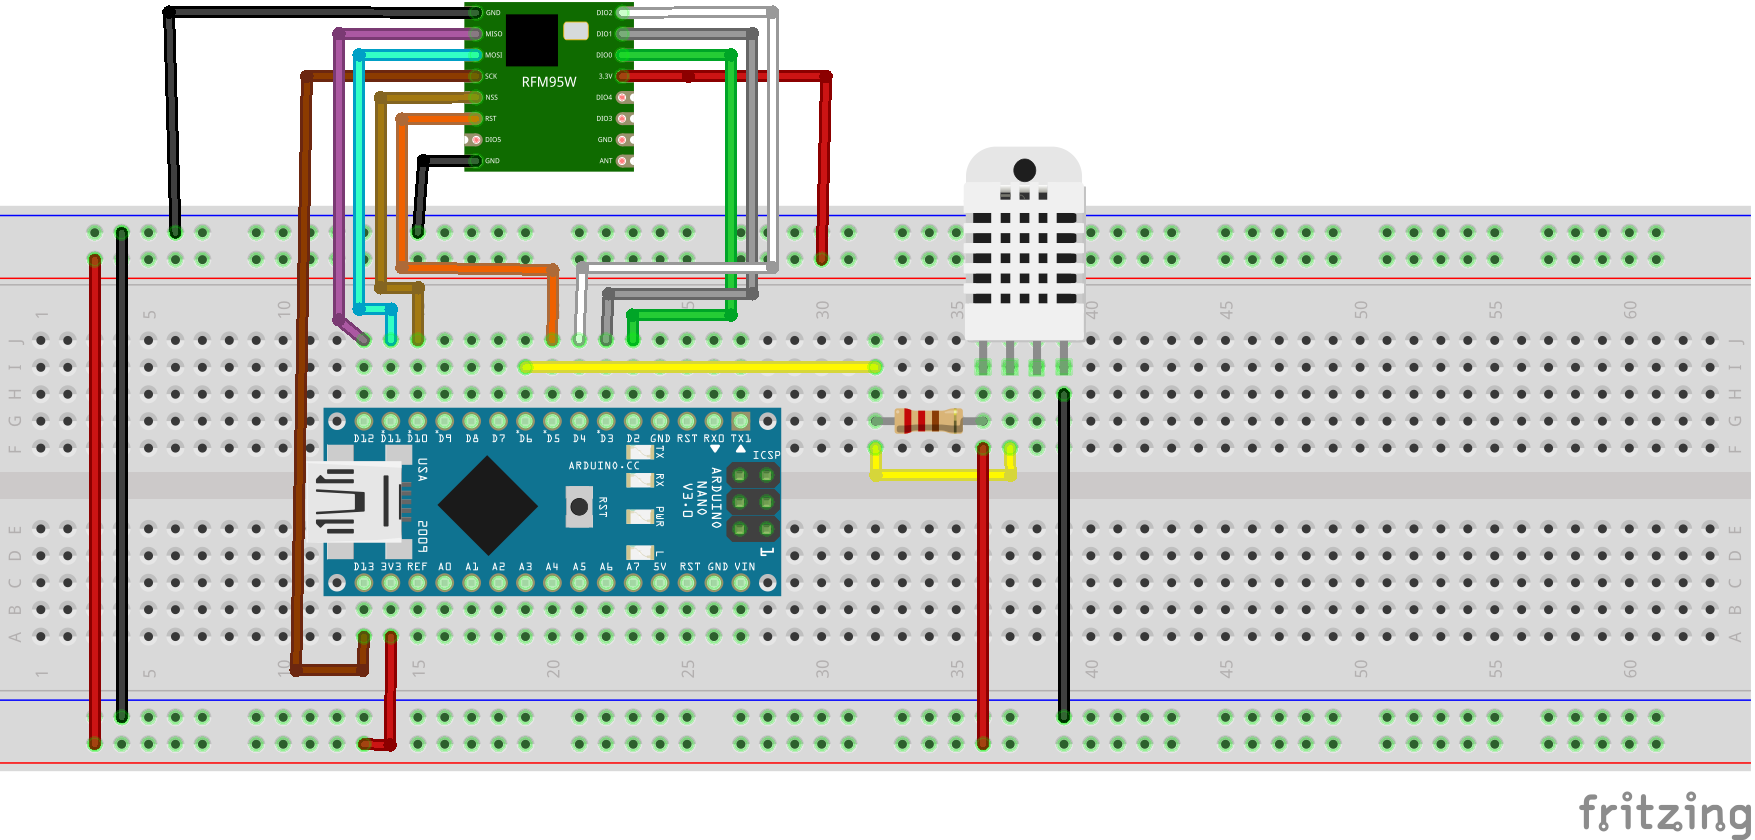 GND
MISO
MOSI
SCK
NSS
RST
DIO5
GND
RFM95W
DIO2
DIO1
DIO0
3.3V
DIO4
DIO3
GND
ANT
1 5 10 5 30 35 40 45 50 55 60
J J
I I
H H
G G
F F
D12 D11 D10 D9 D8 D7 D6 D5 D4 D3 D2 GND RST RX0 TX1
ICSP
USA
2009
ARDUINO.CC
RST
TX
RX
PWR
L
ARDUINO
NANO
V3.0
1
D13 3V3 REF A0 A1 A2 A3 A4 A5 A6 A7 5V RST GND VIN
E E
D D
C C
B B
A A
1 5 10 15 20 25 30 35 40 45 50 55 60
fritzing